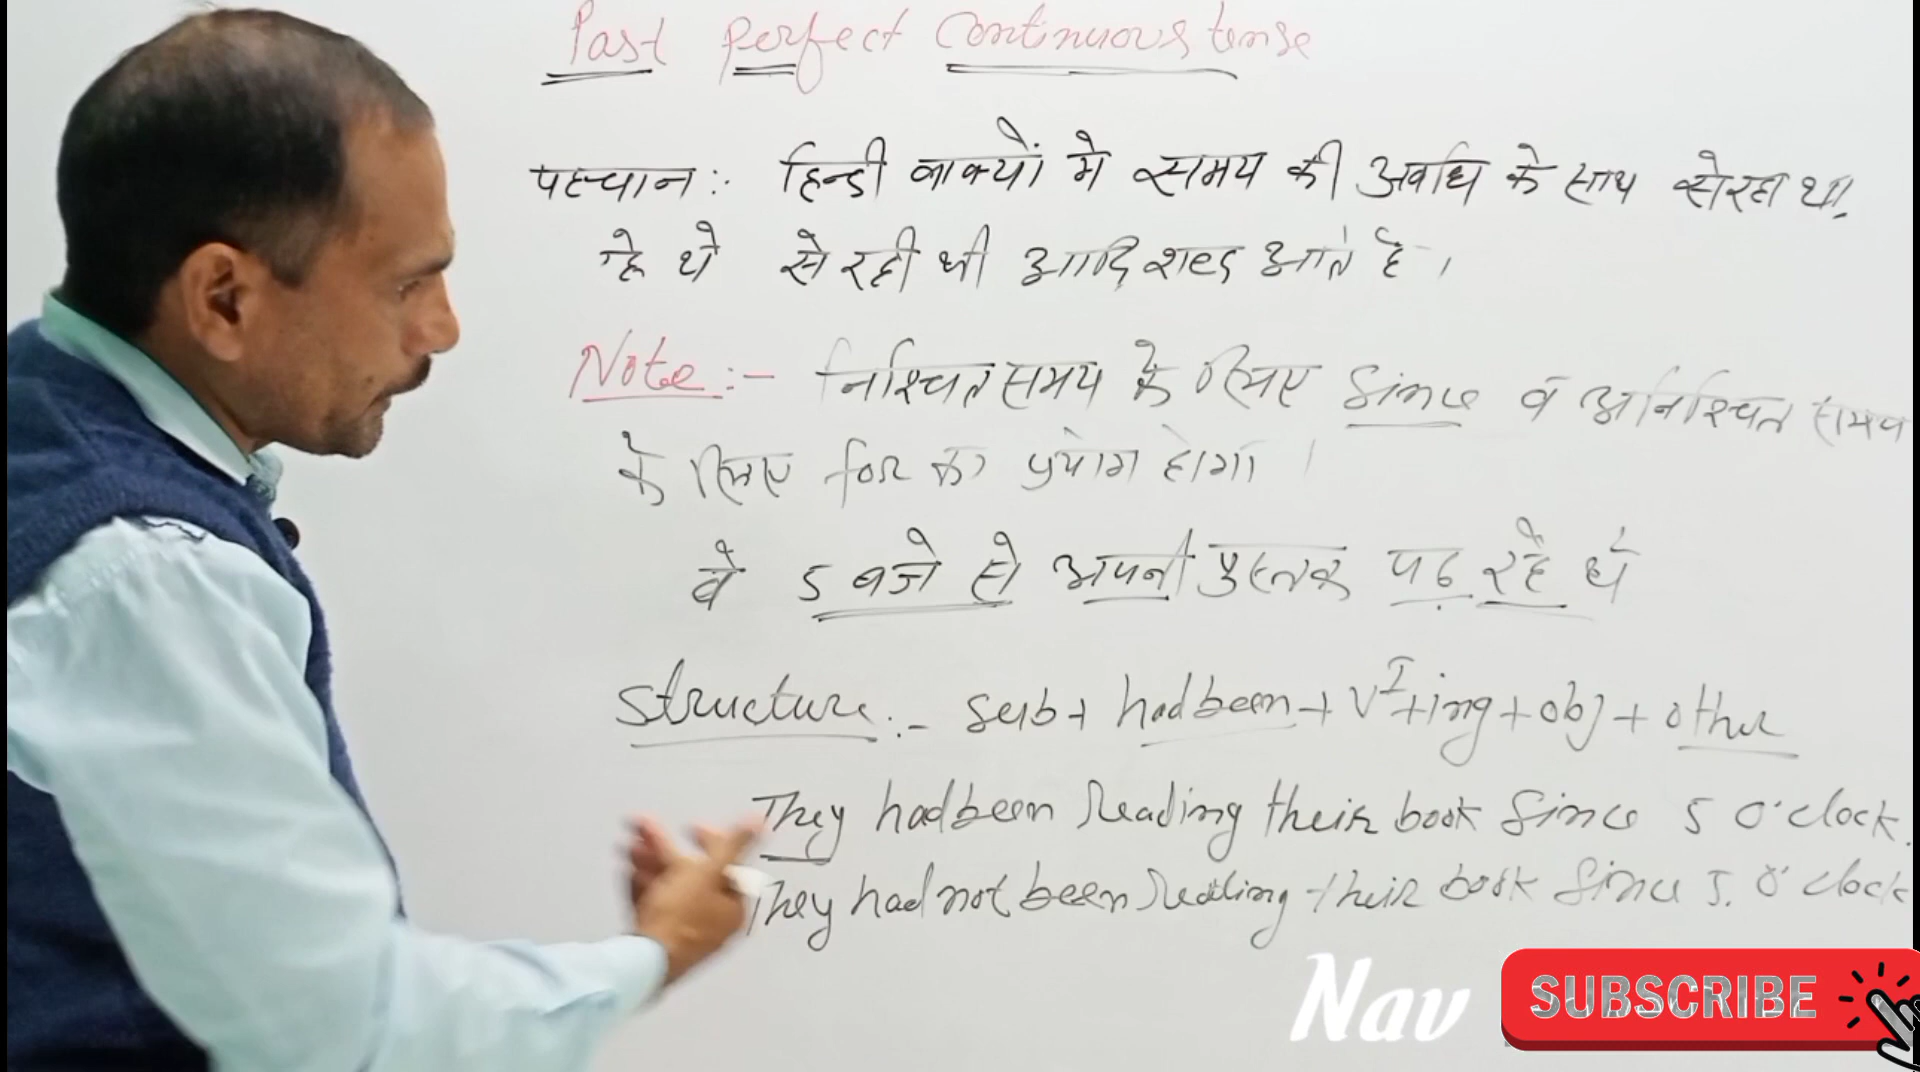 Past perfect continuous tense
पहचान :- हिन्दी वाक्यों मे समय की अवधि के साथ से रहा था,
रहे थे से रही थी आदि शब्द आते है।
Note :- निश्चित समय के लिए Since व अनिश्चित समय
के लिए for का प्रयोग होगा।
वे 5 बजे से अपनी पुस्तक पढ़ रहे थे
Structure :- sub + had been + V I + ing + obj + other
They had been reading their book Since 5 o'clock.
They had not been reading their book Since 5. o'clock
Nav
SUBSCRIBE